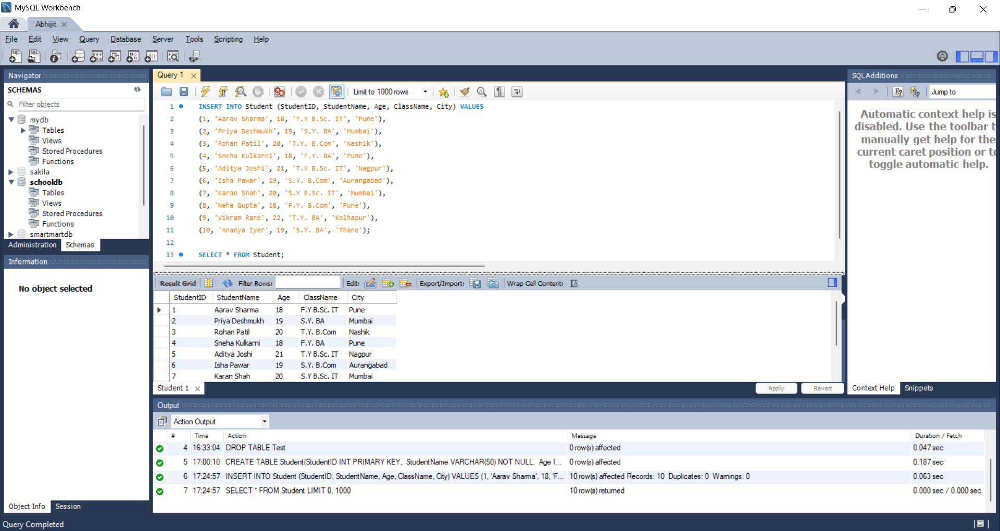 MySQL Workbench
Abhijit
File Edit View Query Database Server Tools Scripting Help
Navigator
SCHEMAS
Filter objects
mydb
Tables
Views
Stored Procedures
Functions
sakila
schooldb
Tables
Views
Stored Procedures
Functions
smartmartdb
Administration Schemas
Information
No object selected
Object Info Session
Query 1
Limit to 1000 rows
1 INSERT INTO Student (StudentID, StudentName, Age, ClassName, City) VALUES
2 (1, 'Aarav Sharma', 18, 'F.Y B.Sc. IT', 'Pune'),
3 (2, 'Priya Deshmukh', 19, 'S.Y. BA', 'Mumbai'),
4 (3, 'Rohan Patil', 20, 'T.Y. B.Com', 'Nashik'),
5 (4, 'Sneha Kulkarni', 18, 'F.Y. BA', 'Pune'),
6 (5, 'Aditya Joshi', 21, 'T.Y B.Sc. IT', 'Nagpur'),
7 (6, 'Isha Pawar', 19, 'S.Y. B.Com', 'Aurangabad'),
8 (7, 'Karan Shah', 20, 'S.Y B.Sc. IT', 'Mumbai'),
9 (8, 'Neha Gupta', 18, 'F.Y. B.Com', 'Pune'),
10 (9, 'Vikram Rane', 22, 'T.Y. BA', 'Kolhapur'),
11 (10, 'Ananya Iyer', 19, 'S.Y. BA', 'Thane');
12
13 SELECT * FROM Student;
Result Grid Filter Rows: Edit: Export/Import: Wrap Cell Content:
StudentID StudentName Age ClassName City
1 Aarav Sharma 18 F.Y B.Sc. IT Pune
2 Priya Deshmukh 19 S.Y. BA Mumbai
3 Rohan Patil 20 T.Y. B.Com Nashik
4 Sneha Kulkarni 18 F.Y. BA Pune
5 Aditya Joshi 21 T.Y B.Sc. IT Nagpur
6 Isha Pawar 19 S.Y. B.Com Aurangabad
7 Karan Shah 20 S.Y B.Sc. IT Mumbai
Student 1
Apply Revert
SQLAdditions
Jump to
Automatic context help is
disabled. Use the toolbar t
manually get help for the
current caret position or to
toggle automatic help.
Context Help Snippets
Output
Action Output
# Time Action Message Duration / Fetch
4 16:33:04 DROP TABLE Test 0 row(s) affected 0.047 sec
5 17:00:10 CREATE TABLE Student(StudentID INT PRIMARY KEY, StudentName VARCHAR(50) NOT NULL, Age I... 0 row(s) affected 0.187 sec
6 17:24:57 INSERT INTO Student (StudentID, StudentName, Age, ClassName, City) VALUES (1, 'Aarav Sharma', 18, 'F... 10 row(s) affected Records: 10 Duplicates: 0 Warnings: 0 0.063 sec
7 17:24:57 SELECT * FROM Student LIMIT 0, 1000 10 row(s) returned 0.000 sec / 0.000 sec
Query Completed